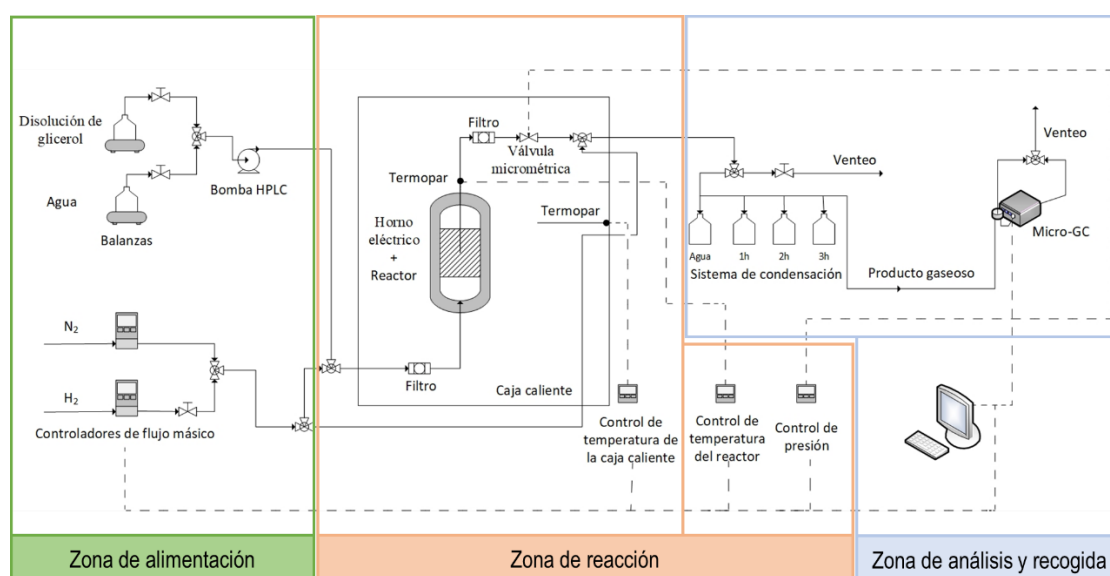 Disolución de
glicerol
Agua
Balanzas
Bomba HPLC
N2
H2
Controladores de flujo másico
Zona de alimentación
Filtro
Válvula
micrométrica
Termopar
Termopar
Horno
eléctrico
+
Reactor
Filtro
Caja caliente
Control de
temperatura de
la caja caliente
Control de
temperatura
del reactor
Control de
presión
Zona de reacción
Venteo
Venteo
Micro-GC
Agua
1h
2h
3h
Sistema de condensación
Producto gaseoso
Zona de análisis y recogida